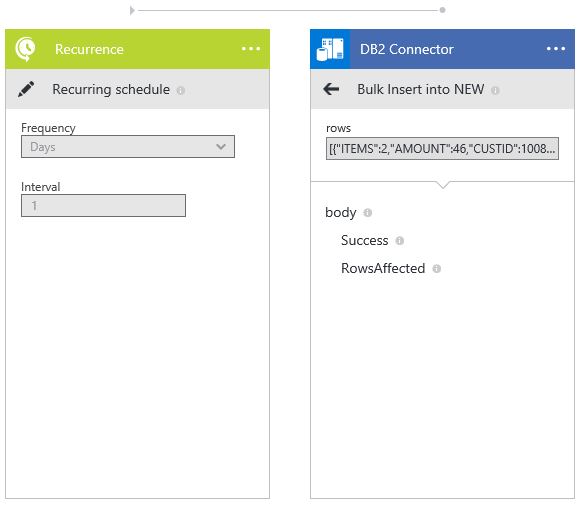 Recurrence
Recurring schedule
Frequency
Days
Interval
1
DB2 Connector
Bulk Insert into NEW
rows
[{"ITEMS":2,"AMOUNT":46,"CUSTID":1008...
body
Success
RowsAffected